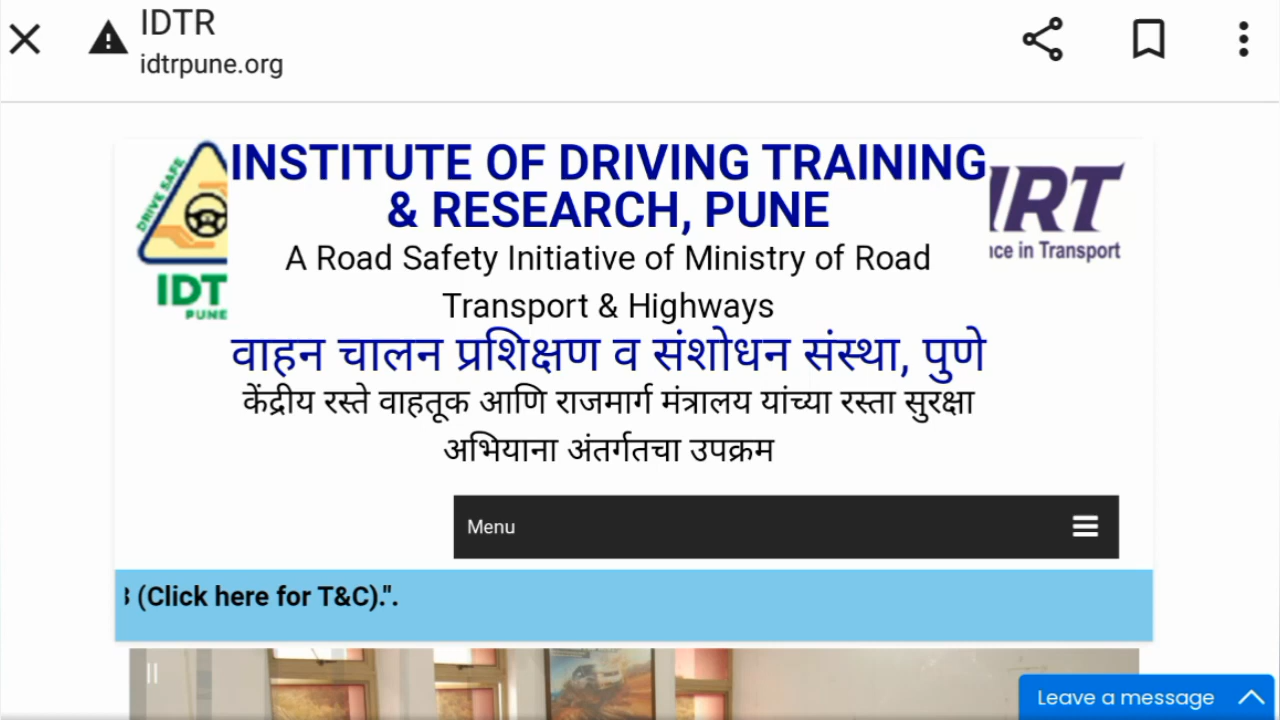 IDTR
idtrpune.org
DRIVE SAFE
IDT
PUNE
INSTITUTE OF DRIVING TRAINING
& RESEARCH, PUNE
A Road Safety Initiative of Ministry of Road
Transport & Highways
वाहन चालन प्रशिक्षण व संशोधन संस्था, पुणे
केंद्रीय रस्ते वाहतूक आणि राजमार्ग मंत्रालय यांच्या रस्ता सुरक्षा
अभियाना अंतर्गतचा उपक्रम
IRT
nce in Transport
Menu
(Click here for T&C).".
Leave a message